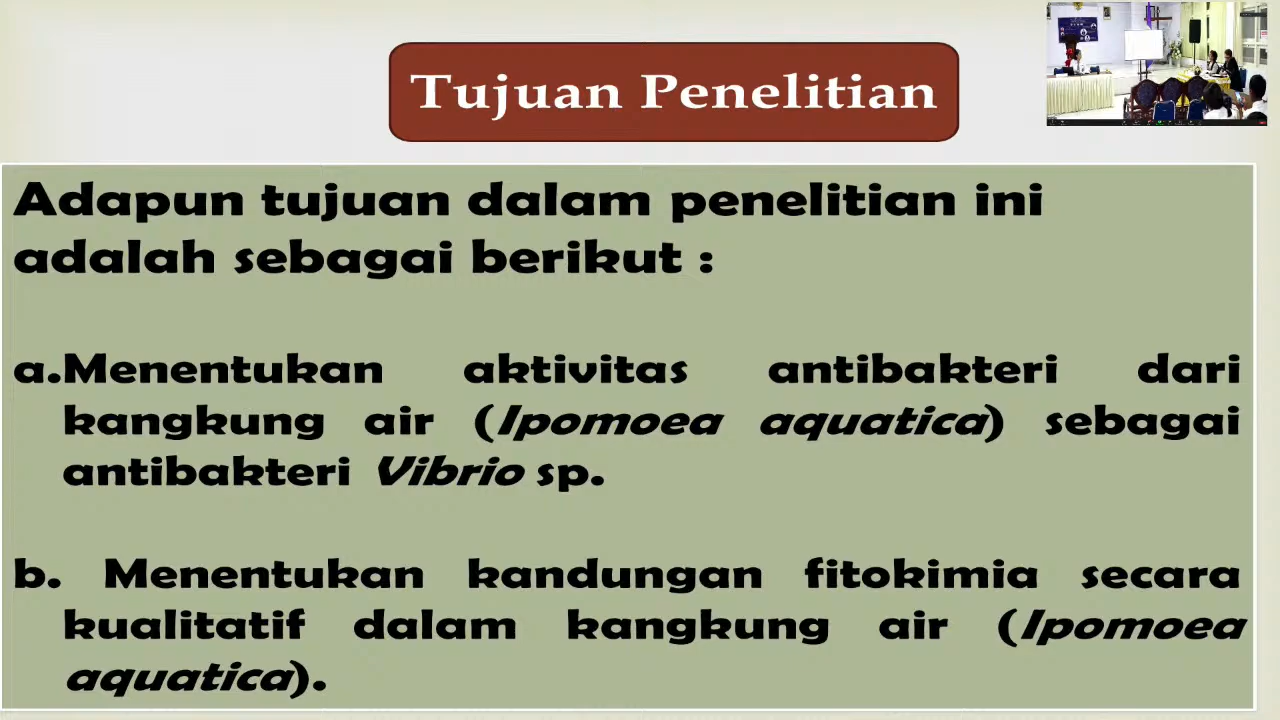 Tujuan Penelitian
Adapun tujuan dalam penelitian ini
adalah sebagai berikut :
a.Menentukan aktivitas antibakteri dari
kangkung air (Ipomoea aquatica) sebagai
antibakteri Vibrio sp.
b. Menentukan kandungan fitokimia secara
kualitatif dalam kangkung air (Ipomoea
aquatica).